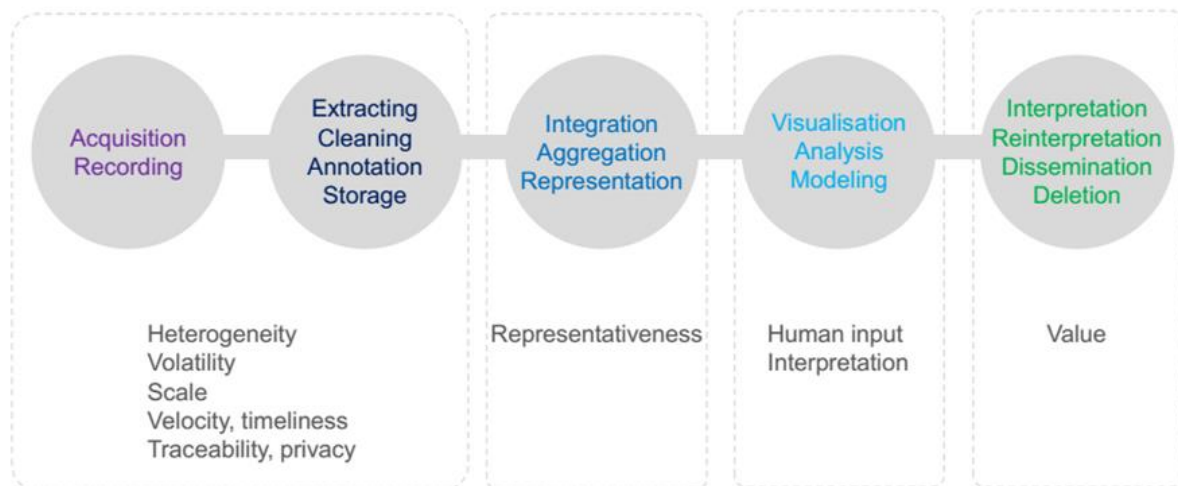 Acquisition
Recording
Extracting
Cleaning
Annotation
Storage
Integration
Aggregation
Representation
Visualisation
Analysis
Modeling
Interpretation
Reinterpretation
Dissemination
Deletion
Heterogeneity
Volatility
Scale
Velocity, timeliness
Traceability, privacy
Representativeness
Human input
Interpretation
Value